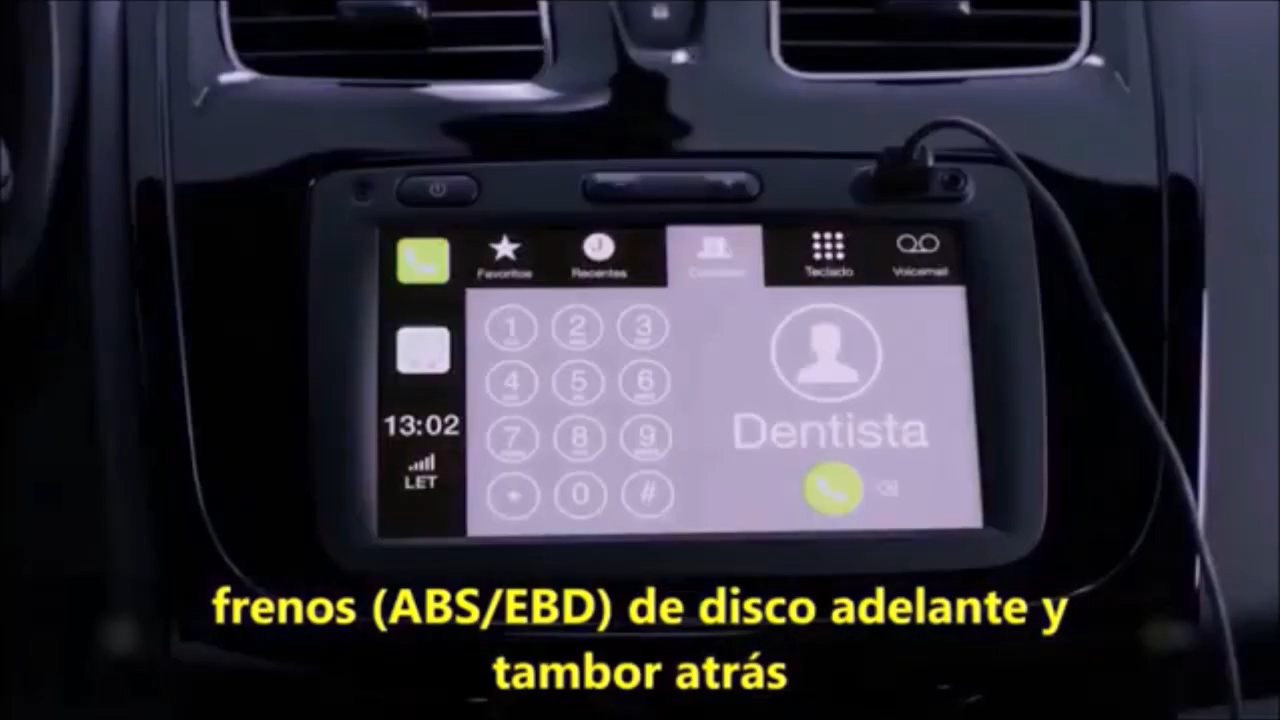 Favoritos
Recentes
Teclado
Voicemail
1 2 3
4 5 6
7 8 9
* 0 #
Dentista
13:02
LET
frenos (ABS/EBD) de disco adelante y
tambor atrás